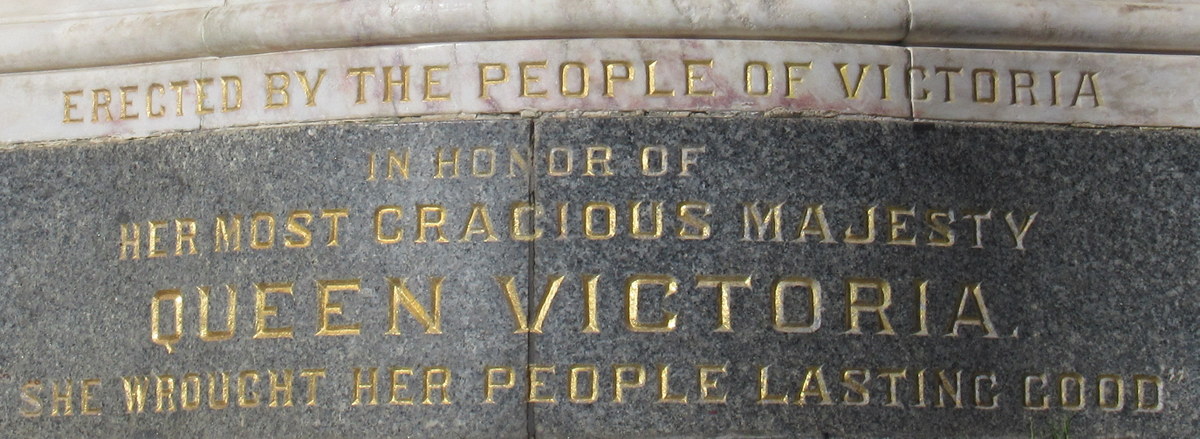 ERECTED BY THE PEOPLE OF VICTORIA
IN HONOR OF
HER MOST GRACIOUS MAJESTY
QUEEN VICTORIA.
SHE WROUGHT HER PEOPLE LASTING GOOD"